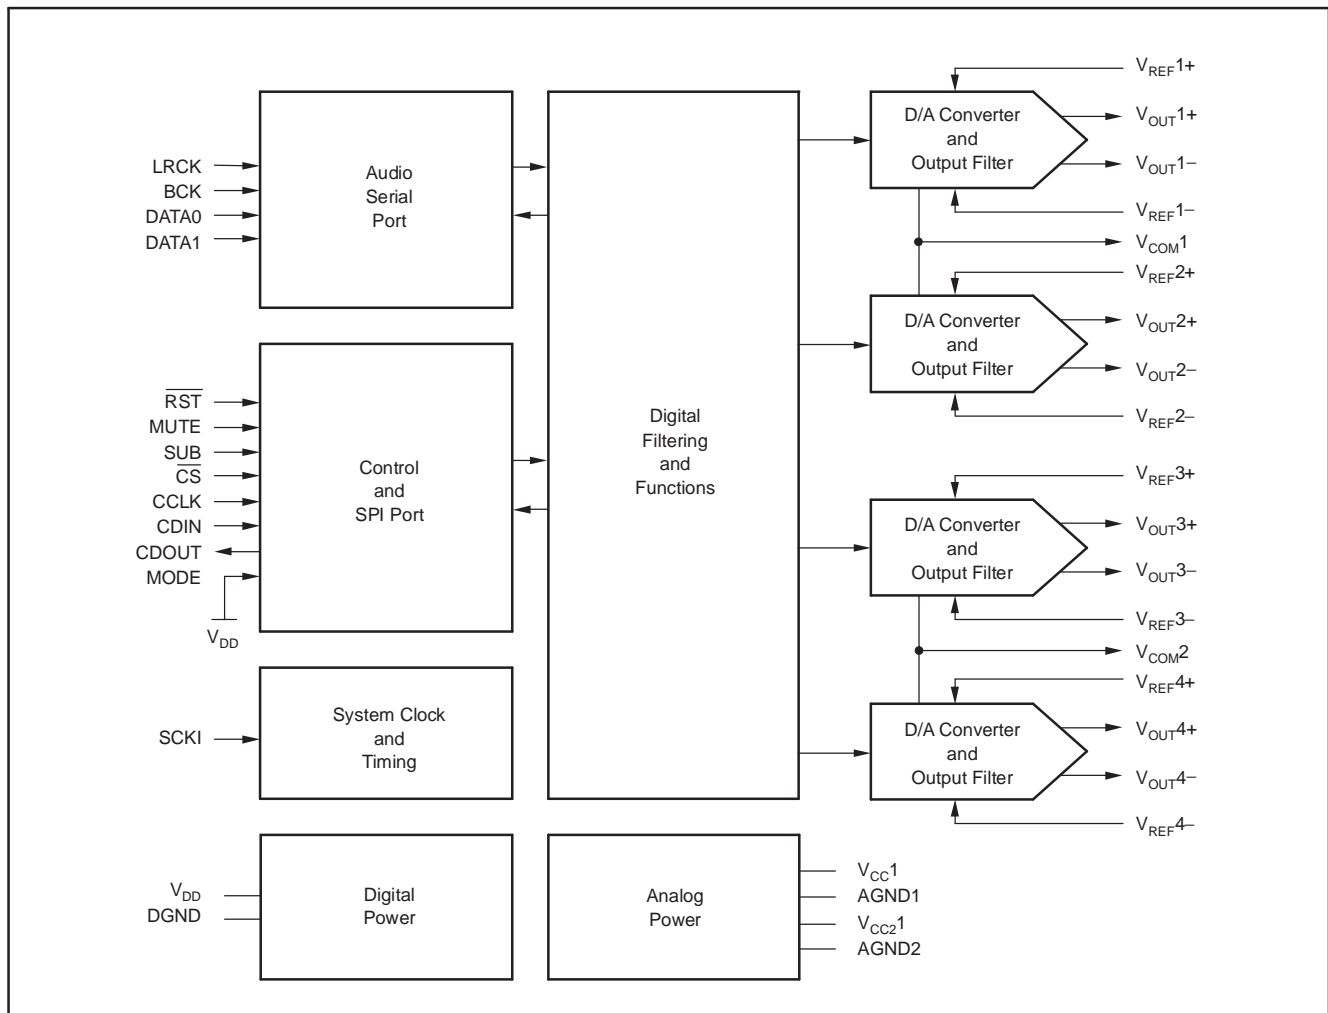 LRCK
BCK
DATA0
DATA1
Audio
Serial
Port
RST
MUTE
SUB
CS
CCLK
CDIN
CDOUT
MODE
VDD
Control
and
SPI Port
SCKI
System Clock
and
Timing
VDD
DGND
Digital
Power
Digital
Filtering
and
Functions
Analog
Power
VCC1
AGND1
VCC21
AGND2
D/A Converter
and
Output Filter
VREF1+
VOUT1+
VOUT1−
VREF1−
VCOM1
D/A Converter
and
Output Filter
VREF2+
VOUT2+
VOUT2−
VREF2−
D/A Converter
and
Output Filter
VREF3+
VOUT3+
VOUT3−
VREF3−
VCOM2
D/A Converter
and
Output Filter
VREF4+
VOUT4+
VOUT4−
VREF4−